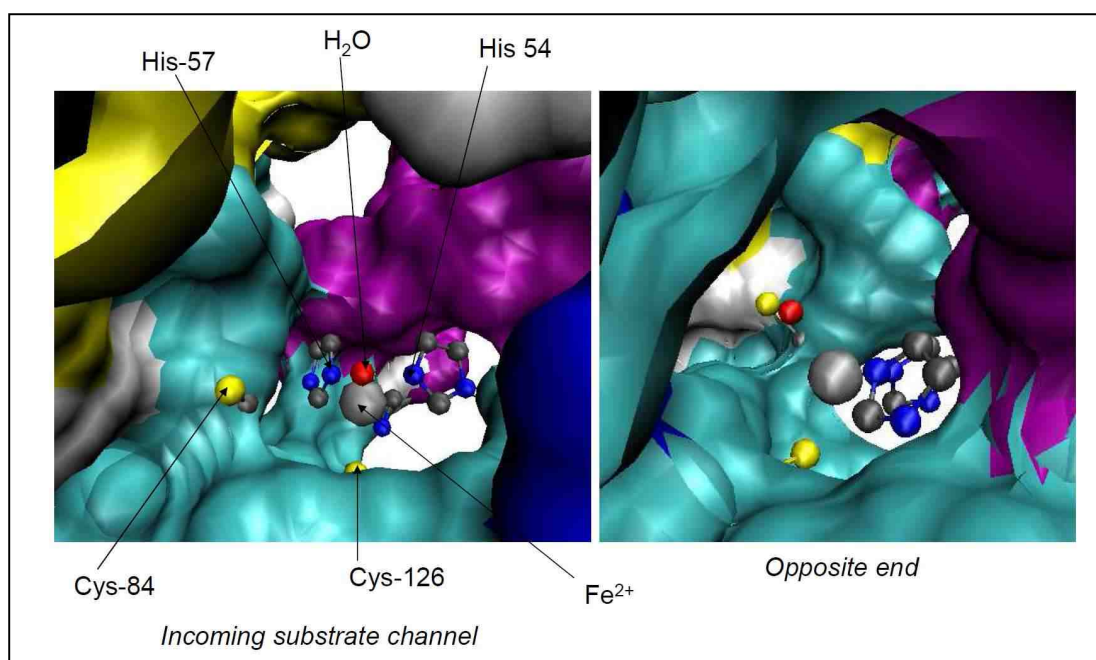 H₂O
His-57
His 54
Cys-84
Cys-126
Fe²⁺
Opposite end
Incoming substrate channel